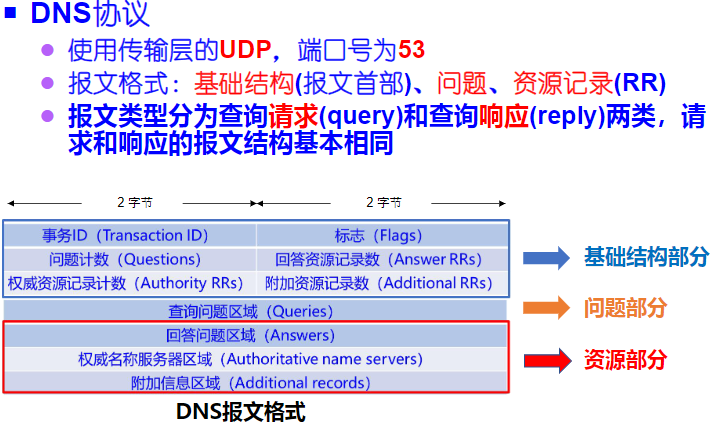 DNS协议
使用传输层的UDP，端口号为53
报文格式：基础结构(报文首部)、问题、资源记录(RR)
报文类型分为查询请求(query)和查询响应(reply)两类，请
求和响应的报文结构基本相同
2 字节 2 字节
事务ID（Transaction ID） 标志（Flags）
问题计数（Questions） 回答资源记录数（Answer RRs）
权威资源记录计数（Authority RRs） 附加资源记录数（Additional RRs）
基础结构部分
查询问题区域（Queries）
问题部分
回答问题区域（Answers）
权威名称服务器区域（Authoritative name servers）
附加信息区域（Additional records）
资源部分
DNS报文格式